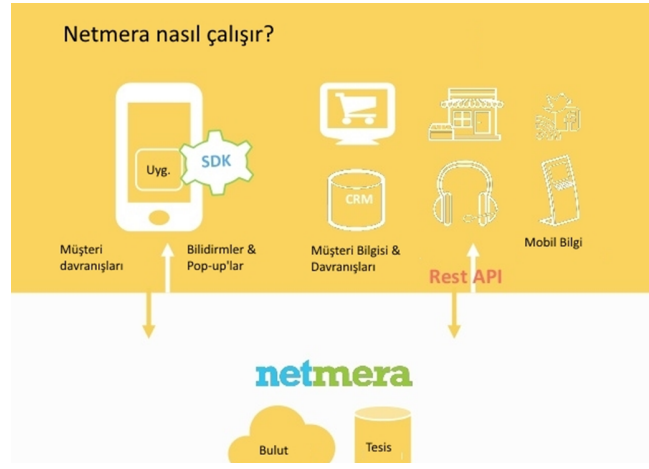 Netmera nasıl çalışır?
Uyg.
SDK
CRM
Müşteri
davranışları
Bilidirmler &
Pop-up'lar
Müşteri Bilgisi &
Davranışları
Mobil Bilgi
Rest API
netmera
Bulut
Tesis